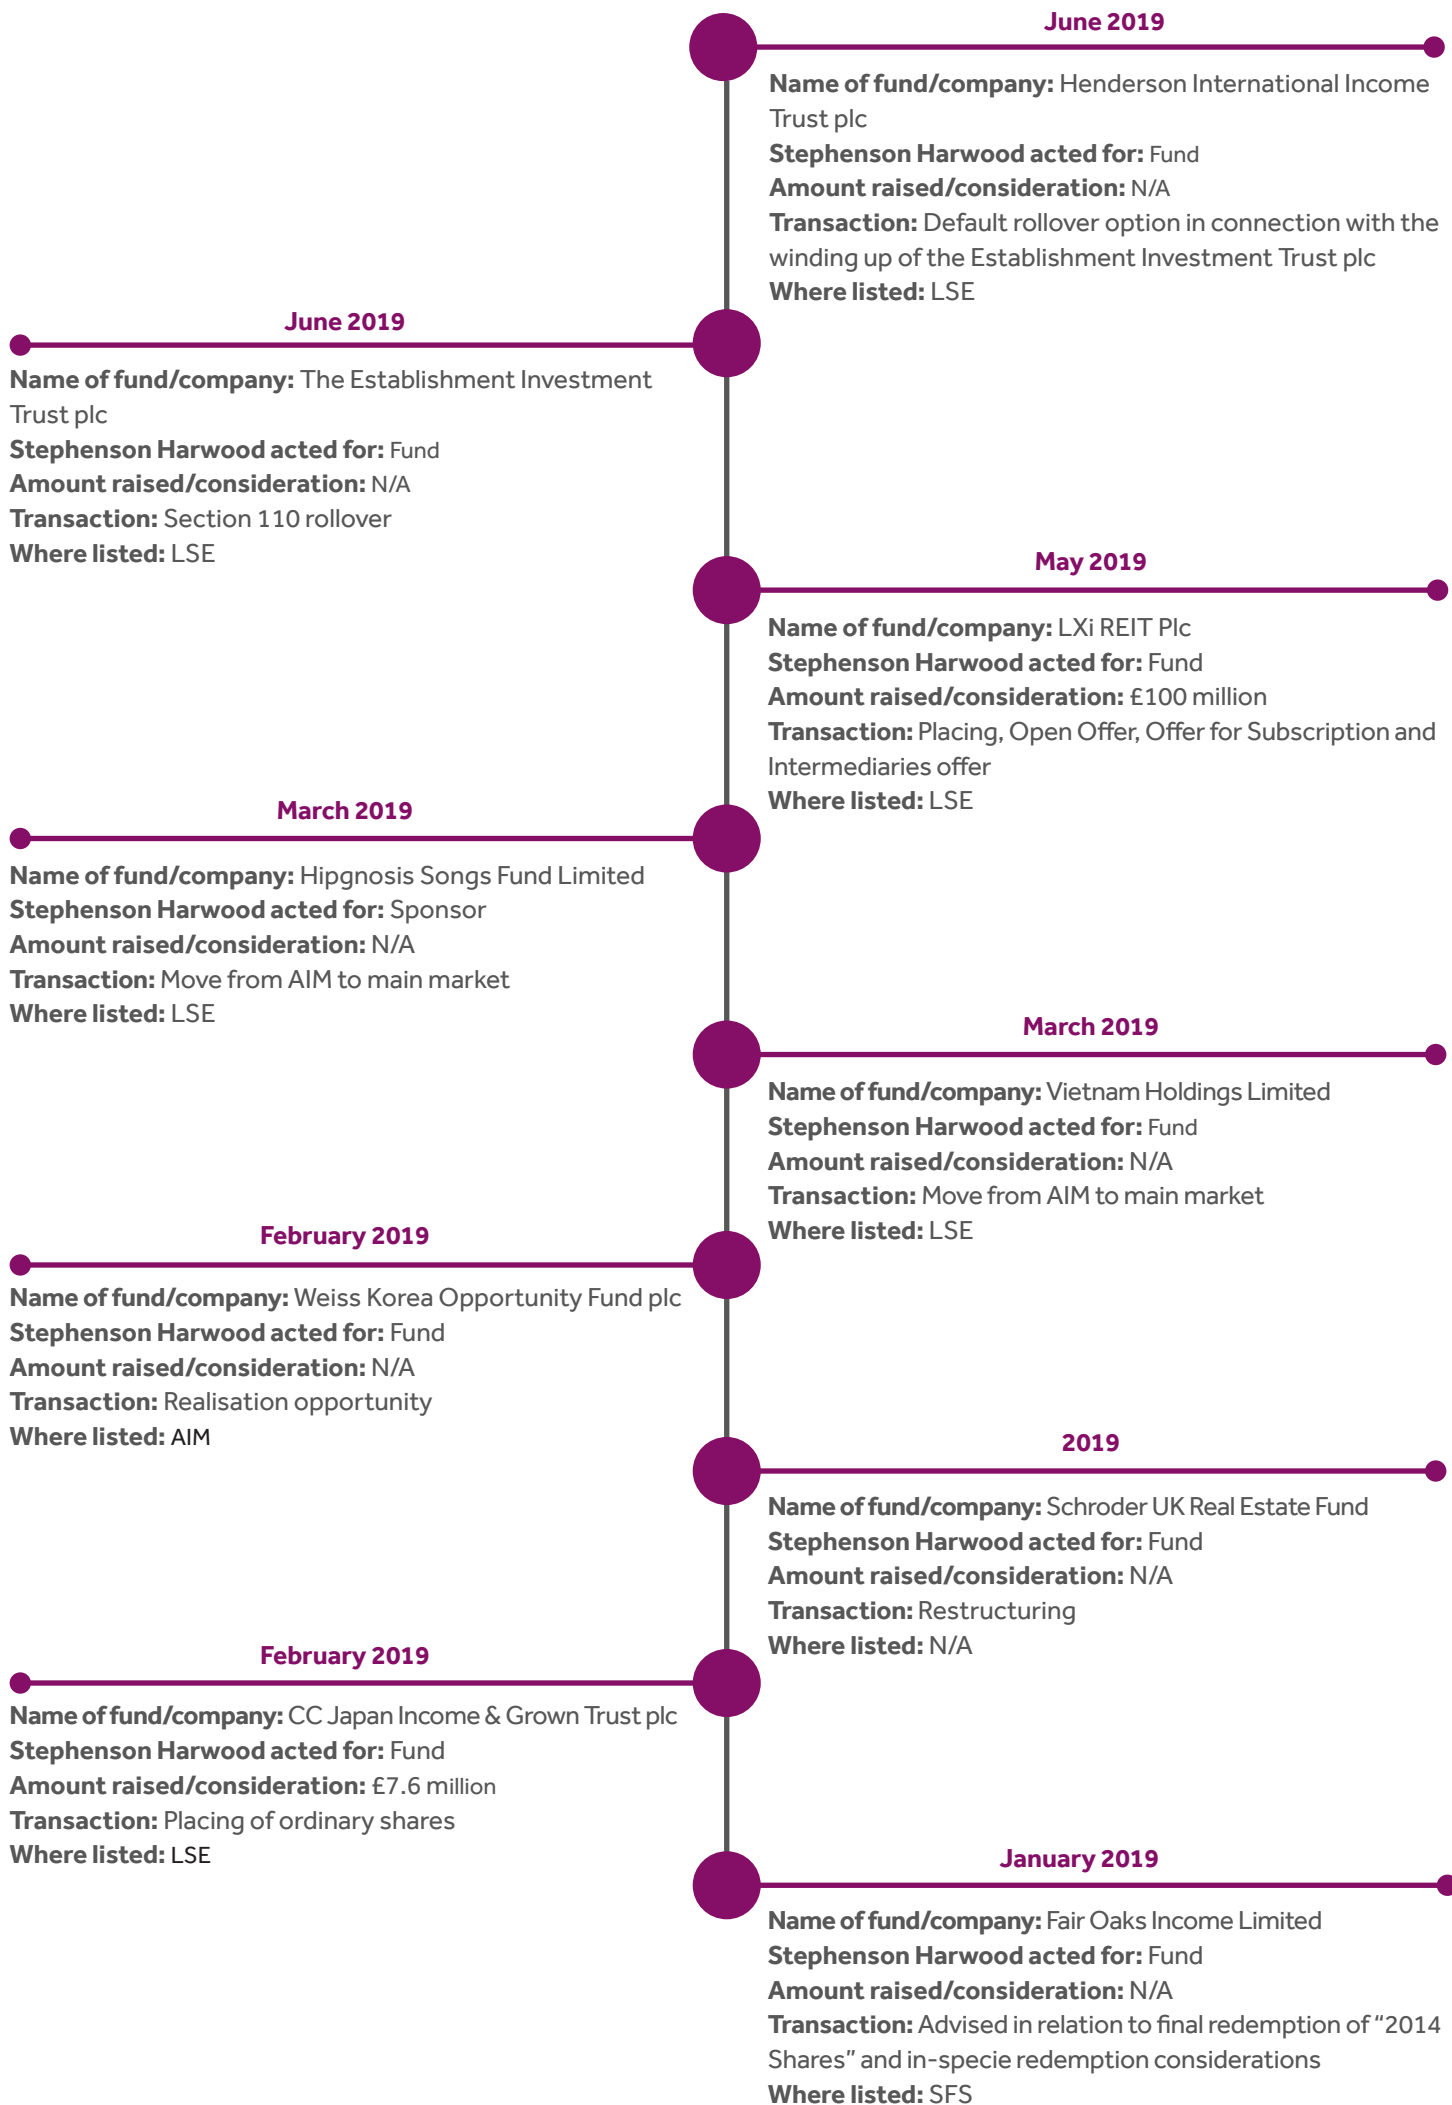 June 2019
Name of fund/company: Henderson International Income
Trust plc
Stephenson Harwood acted for: Fund
Amount raised/consideration: N/A
Transaction: Default rollover option in connection with the
winding up of the Establishment Investment Trust plc
Where listed: LSE
June 2019
Name of fund/company: The Establishment Investment
Trust plc
Stephenson Harwood acted for: Fund
Amount raised/consideration: N/A
Transaction: Section 110 rollover
Where listed: LSE
May 2019
Name of fund/company: LXi REIT Plc
Stephenson Harwood acted for: Fund
Amount raised/consideration: £100 million
Transaction: Placing, Open Offer, Offer for Subscription and
Intermediaries offer
Where listed: LSE
March 2019
Name of fund/company: Hipgnosis Songs Fund Limited
Stephenson Harwood acted for: Sponsor
Amount raised/consideration: N/A
Transaction: Move from AIM to main market
Where listed: LSE
March 2019
Name of fund/company: Vietnam Holdings Limited
Stephenson Harwood acted for: Fund
Amount raised/consideration: N/A
Transaction: Move from AIM to main market
Where listed: LSE
February 2019
Name of fund/company: Weiss Korea Opportunity Fund plc
Stephenson Harwood acted for: Fund
Amount raised/consideration: N/A
Transaction: Realisation opportunity
Where listed: AIM
2019
Name of fund/company: Schroder UK Real Estate Fund
Stephenson Harwood acted for: Fund
Amount raised/consideration: N/A
Transaction: Restructuring
Where listed: N/A
February 2019
Name of fund/company: CC Japan Income & Grown Trust plc
Stephenson Harwood acted for: Fund
Amount raised/consideration: £7.6 million
Transaction: Placing of ordinary shares
Where listed: LSE
January 2019
Name of fund/company: Fair Oaks Income Limited
Stephenson Harwood acted for: Fund
Amount raised/consideration: N/A
Transaction: Advised in relation to final redemption of “2014
Shares” and in-specie redemption considerations
Where listed: SFS